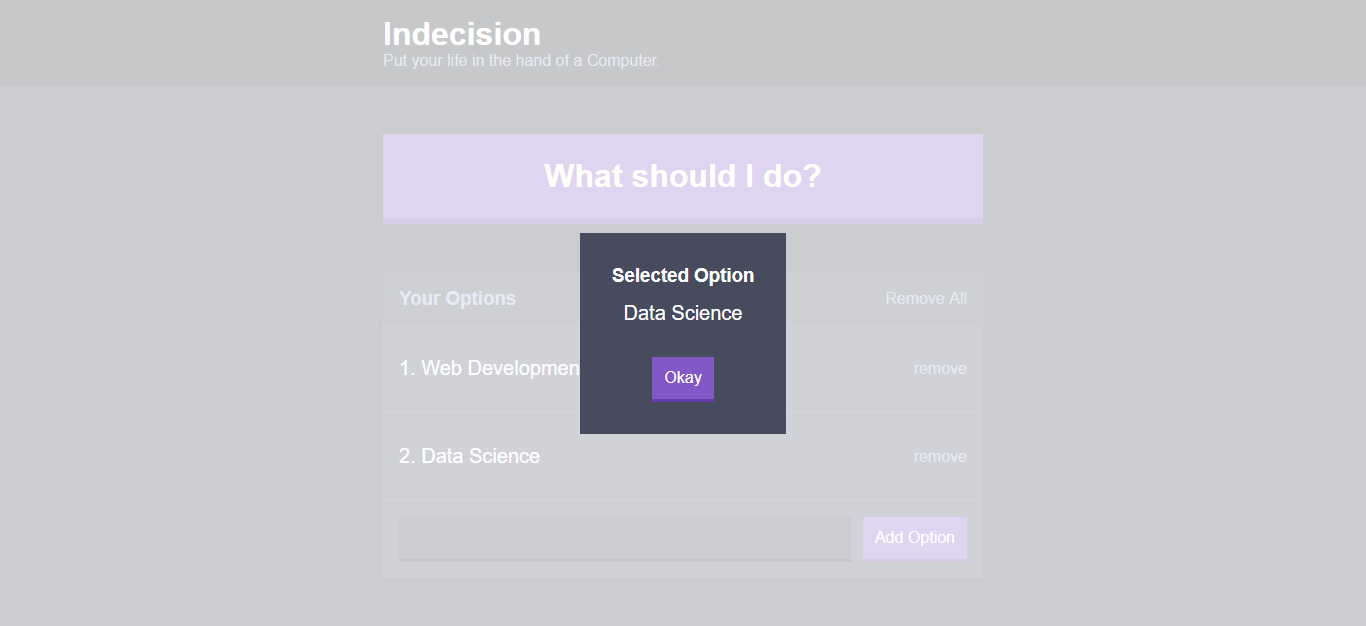 Indecision
Put your life in the hand of a Computer.
What should I do?
Selected Option
Data Science
Okay
Your Options
Remove All
1. Web Developmen
remove
2. Data Science
remove
Add Option